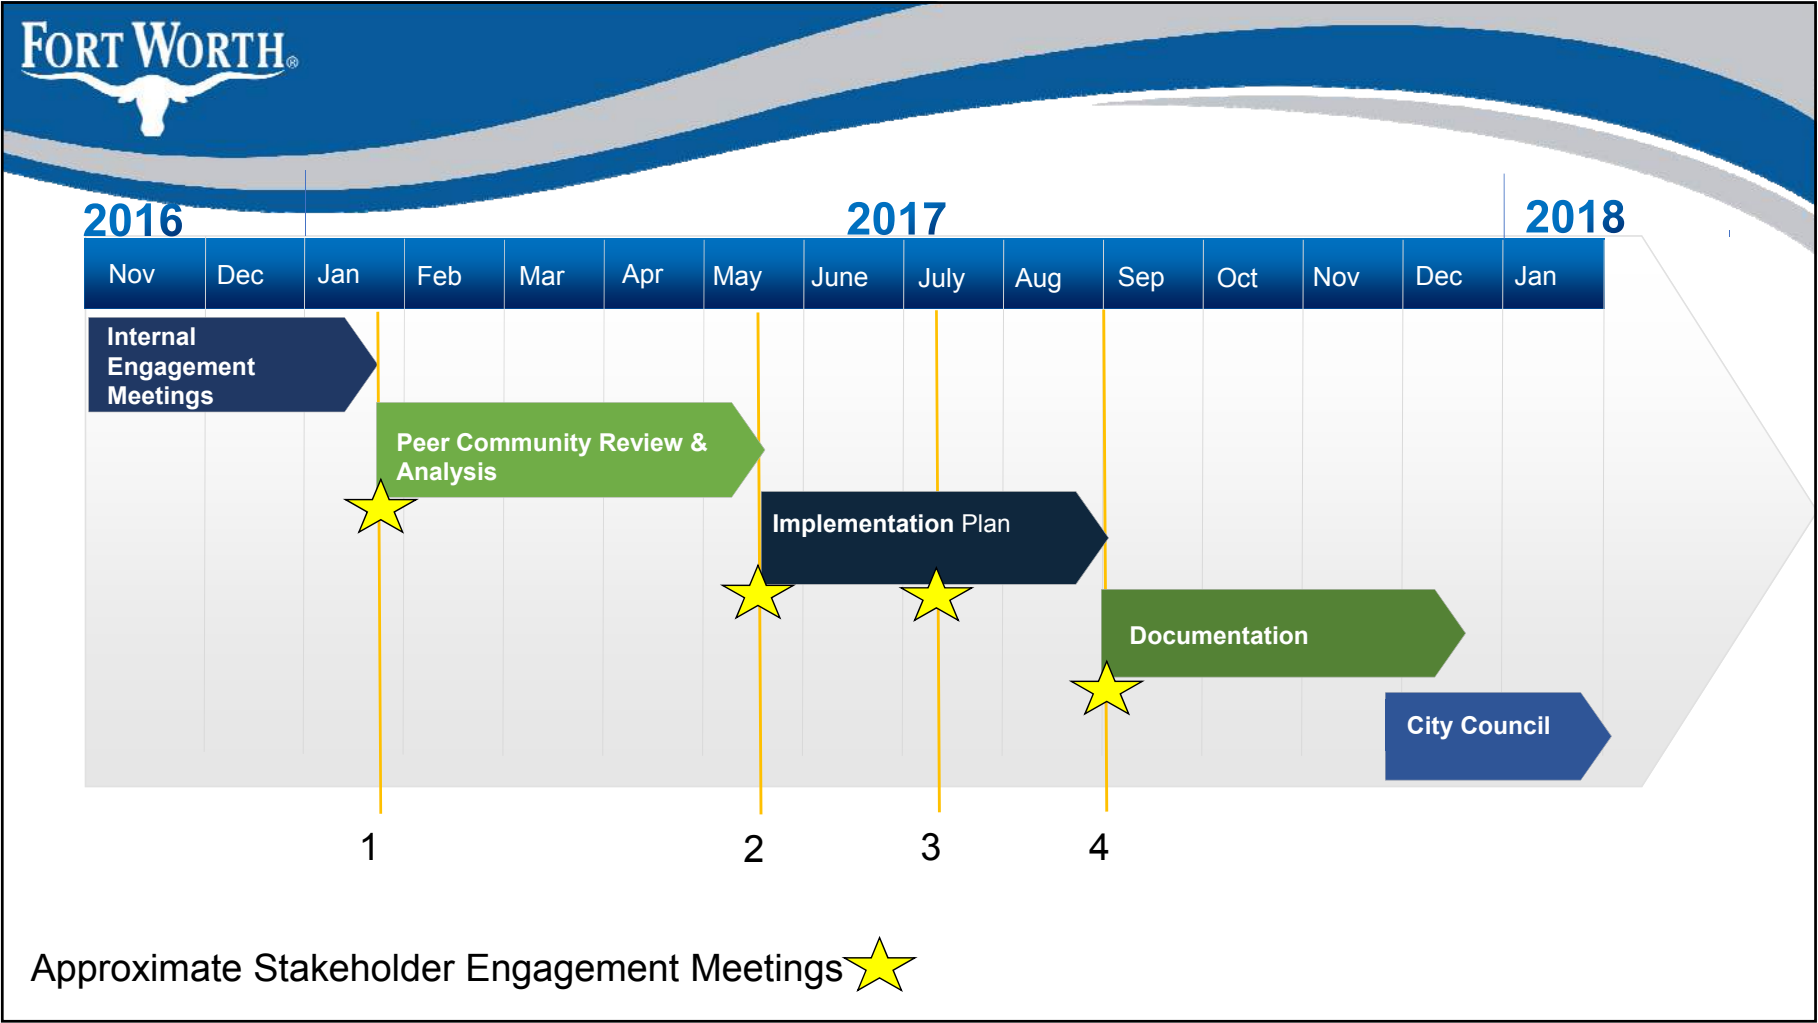 FORT WORTH®
2016 2017 2018
Nov Dec Jan Feb Mar Apr May June July Aug Sep Oct Nov Dec Jan
Internal
Engagement
Meetings
Peer Community Review &
Analysis
Implementation Plan
Documentation
City Council
1 2 3 4
Approximate Stakeholder Engagement Meetings